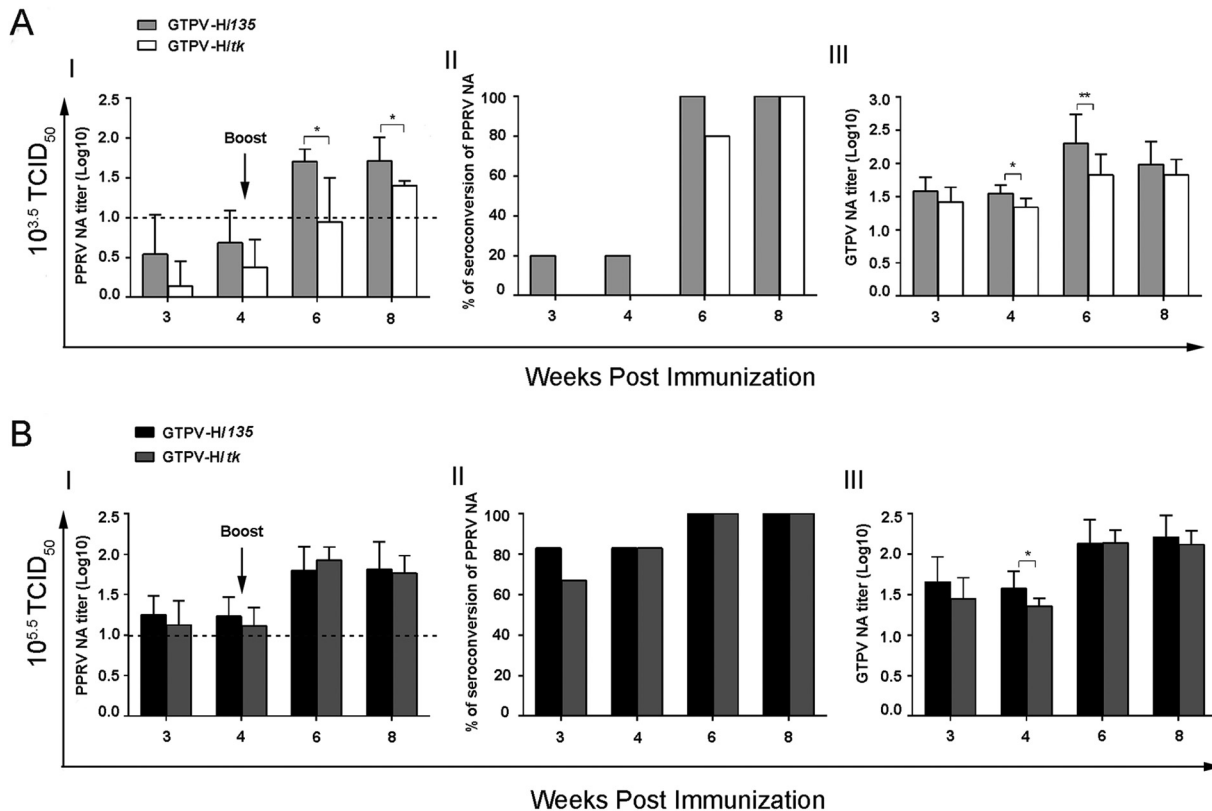 A
GTPV-H/135
GTPV-H/tk
I
II
III
10^3.5 TCID50
PPRV NA titer (Log10)
2.5
2.0
1.5
1.0
0.5
0.0
Boost
*
*
3 4 6 8
% of seroconversion of PPRV NA
100
80
60
40
20
0
3 4 6 8
GTPV NA titer (Log10)
3.0
2.5
2.0
1.5
1.0
0.5
0.0
*
**
3 4 6 8
Weeks Post Immunization
B
GTPV-H/135
GTPV-H/tk
I
II
III
10^5.5 TCID50
PPRV NA titer (Log10)
2.5
2.0
1.5
1.0
0.5
0.0
Boost
3 4 6 8
% of seroconversion of PPRV NA
100
80
60
40
20
0
3 4 6 8
GTPV NA titer (Log10)
2.5
2.0
1.5
1.0
0.5
0.0
*
3 4 6 8
Weeks Post Immunization